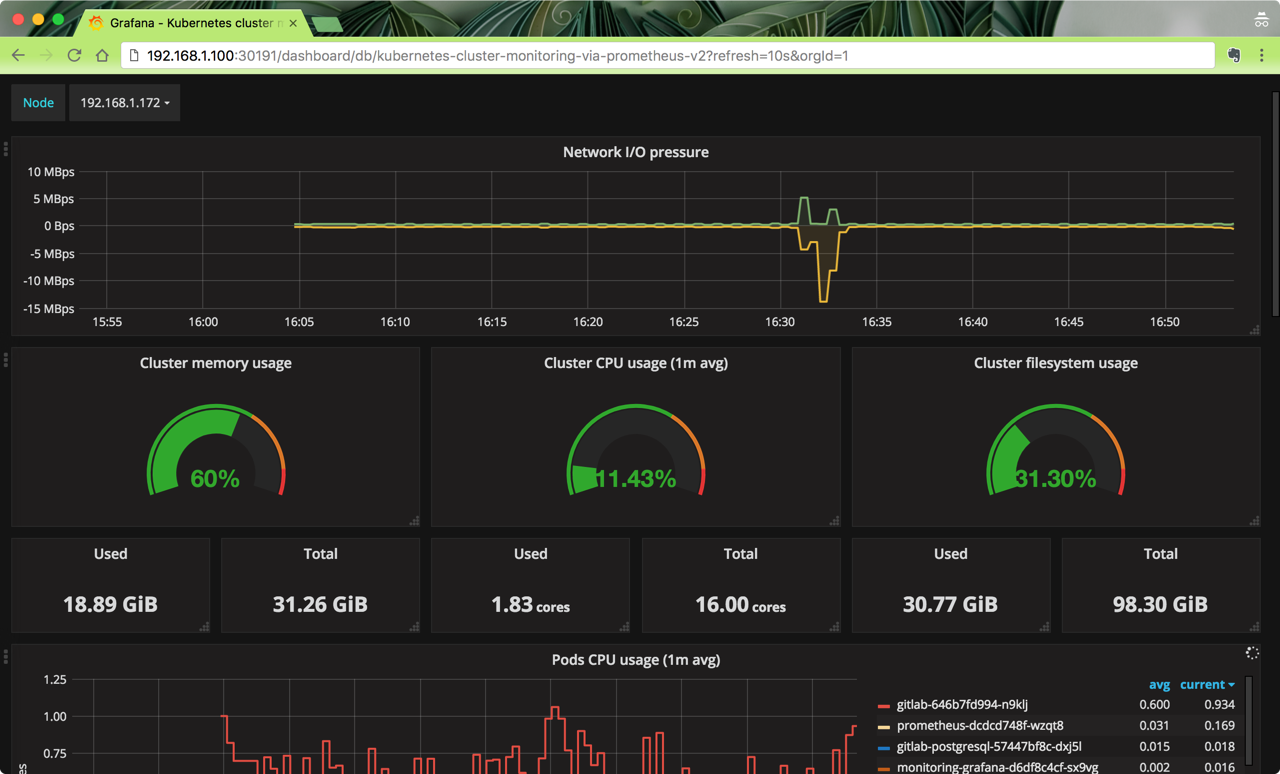 Grafana - Kubernetes cluster m
192.168.1.100:30191/dashboard/db/kubernetes-cluster-monitoring-via-prometheus-v2?refresh=10s&orgId=1
Node 192.168.1.172
Network I/O pressure
10 MBps
5 MBps
0 Bps
-5 MBps
-10 MBps
-15 MBps
15:55 16:00 16:05 16:10 16:15 16:20 16:25 16:30 16:35 16:40 16:45 16:50
Cluster memory usage
60%
Cluster CPU usage (1m avg)
11.43%
Cluster filesystem usage
31.30%
Used
18.89 GiB
Total
31.26 GiB
Used
1.83 cores
Total
16.00 cores
Used
30.77 GiB
Total
98.30 GiB
Pods CPU usage (1m avg)
1.25
1.00
0.75
avg current
gitlab-646b7fd994-n9klj 0.600 0.934
prometheus-dcdcd748f-wzqt8 0.031 0.169
gitlab-postgresql-57447bf8c-dxj5l 0.015 0.018
monitoring-grafana-d6df8c4cf-sx9vg 0.002 0.016